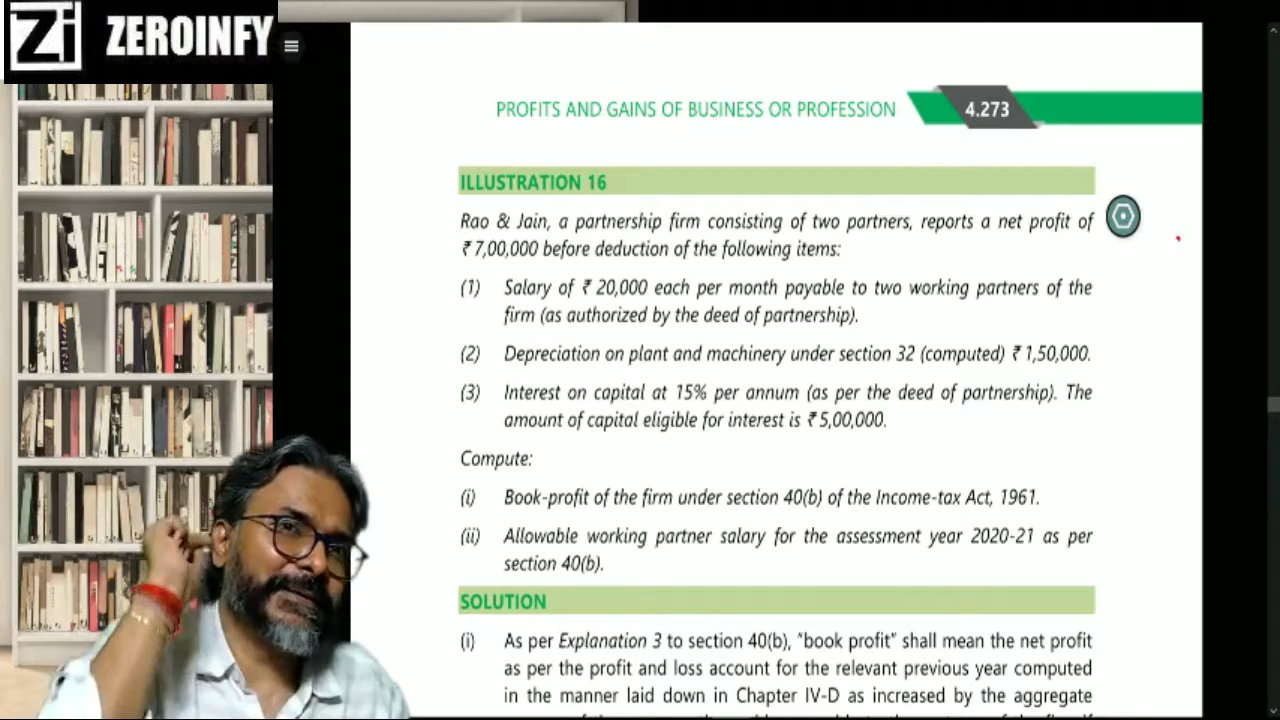 Zi ZEROINFY
PROFITS AND GAINS OF BUSINESS OR PROFESSION 4.273
ILLUSTRATION 16
Rao & Jain, a partnership firm consisting of two partners, reports a net profit of
₹ 7,00,000 before deduction of the following items:
(1) Salary of ₹ 20,000 each per month payable to two working partners of the
firm (as authorized by the deed of partnership).
(2) Depreciation on plant and machinery under section 32 (computed) ₹ 1,50,000.
(3) Interest on capital at 15% per annum (as per the deed of partnership). The
amount of capital eligible for interest is ₹ 5,00,000.
Compute:
(i) Book-profit of the firm under section 40(b) of the Income-tax Act, 1961.
(ii) Allowable working partner salary for the assessment year 2020-21 as per
section 40(b).
SOLUTION
(i) As per Explanation 3 to section 40(b), "book profit" shall mean the net profit
as per the profit and loss account for the relevant previous year computed
in the manner laid down in Chapter IV-D as increased by the aggregate